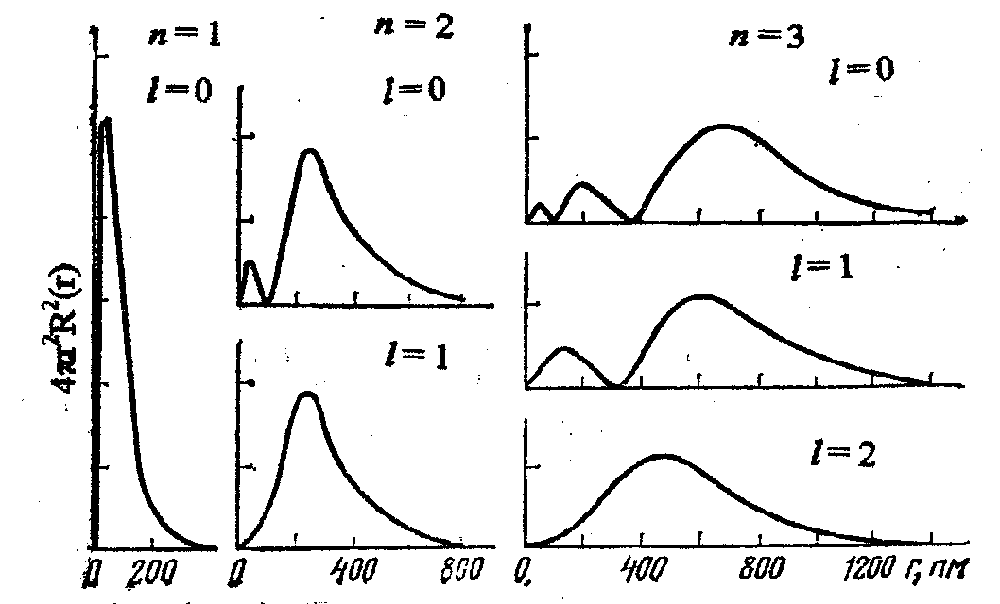 n = 1
l = 0
n = 2
l = 0
n = 3
l = 0
l = 1
l = 1
l = 2
4πr²R²(r)
0 200
0 400 800
0 400 800 1200 r, пм